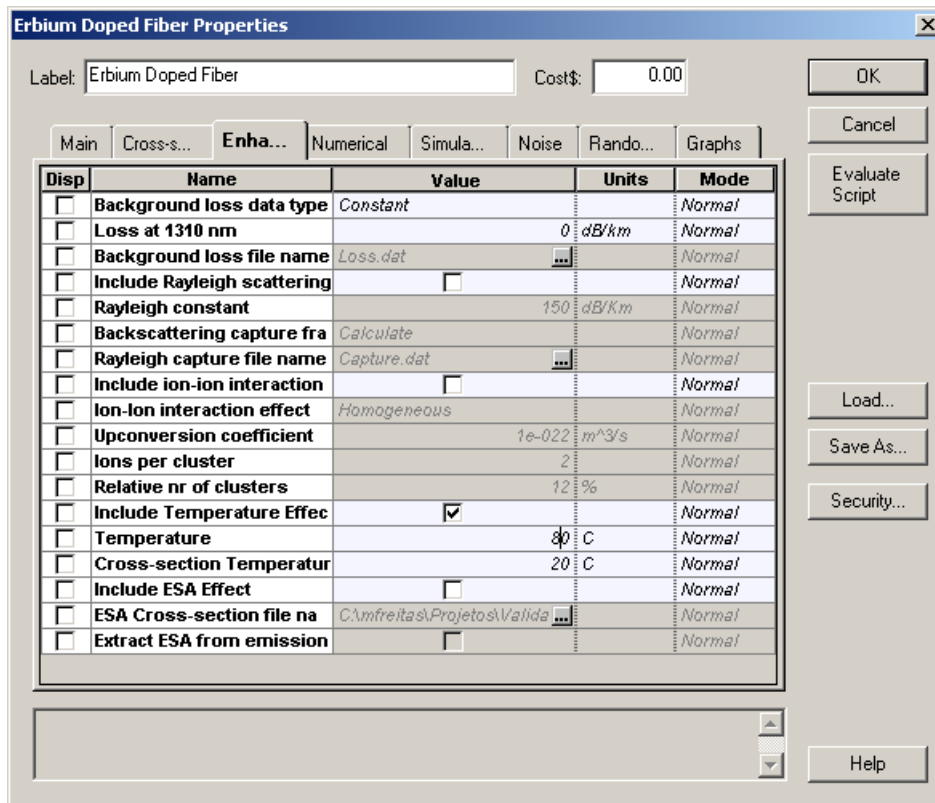 Erbium Doped Fiber Properties
Label: Erbium Doped Fiber Cost$: 0.00 OK
Cancel
Main Cross-s... Enha... Numerical Simula... Noise Rando... Graphs
Evaluate Script
Disp Name Value Units Mode
Background loss data type Constant Normal
Loss at 1310 nm 0 dB/km Normal
Background loss file name Loss.dat ... Normal
Include Rayleigh scattering Normal
Rayleigh constant 150 dB/Km Normal
Backscattering capture fra Calculate Normal
Rayleigh capture file name Capture.dat ... Normal
Include ion-ion interaction Normal
Ion-Ion interaction effect Homogeneous Normal
Upconversion coefficient 1e-022 m^3/s Normal
Ions per cluster 2 Normal
Relative nr of clusters 12 % Normal
Include Temperature Effec Normal
Temperature 80 C Normal
Cross-section Temperatur 20 C Normal
Include ESA Effect Normal
ESA Cross-section file na C:\mfreitas\Projetos\Valida ... Normal
Extract ESA from emission Normal
Load...
Save As...
Security...
Help